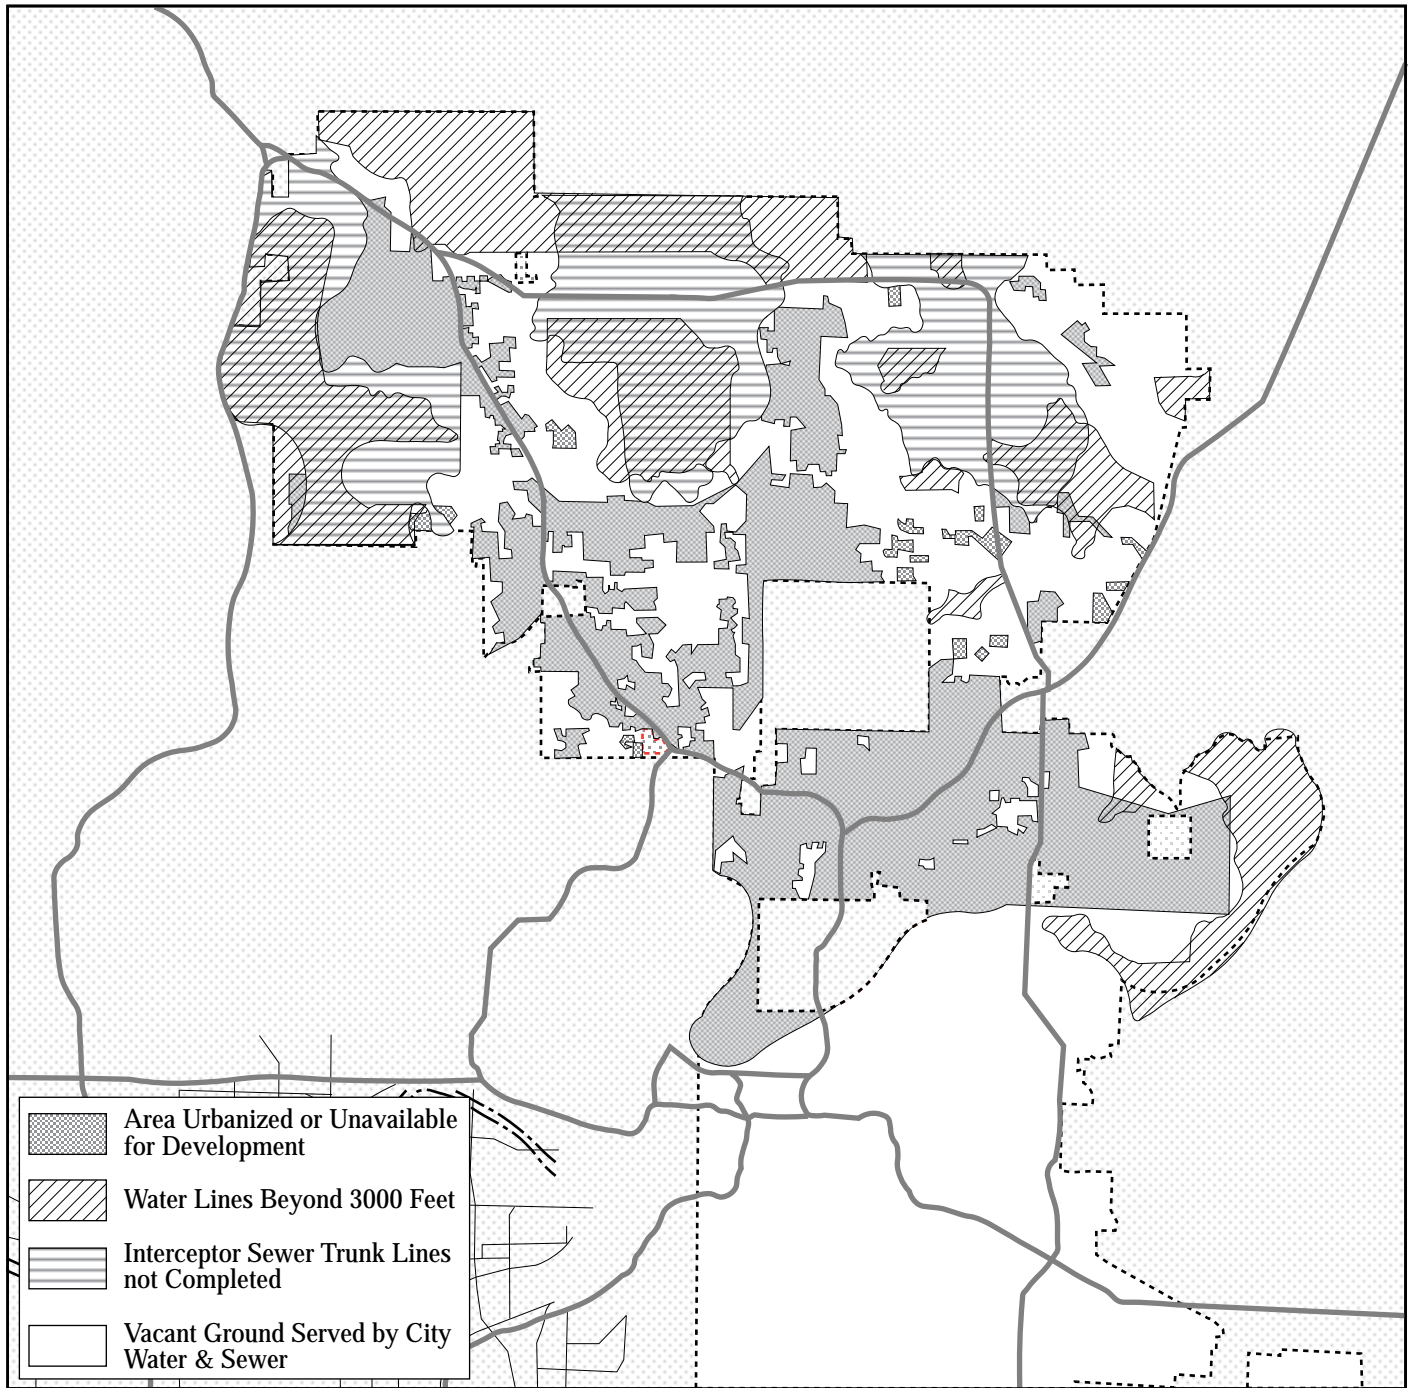 Area Urbanized or Unavailable
for Development
Water Lines Beyond 3000 Feet
Interceptor Sewer Trunk Lines
not Completed
Vacant Ground Served by City
Water & Sewer